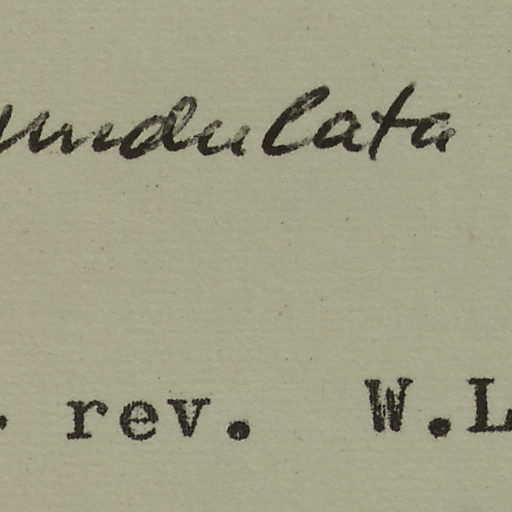 undulata
. rev. W.L